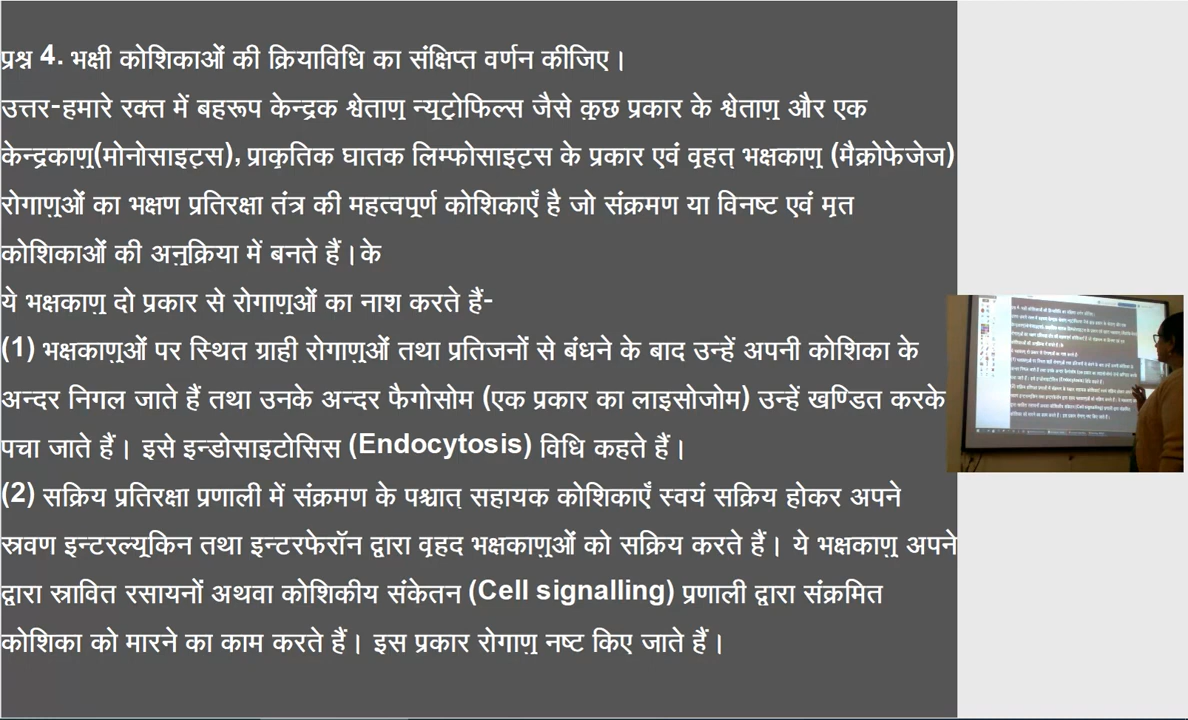 प्रश्न 4. भक्षी कोशिकाओं की क्रियाविधि का संक्षिप्त वर्णन कीजिए।
उत्तर-हमारे रक्त में बहरूप केन्द्रक श्वेताणु न्यूट्रोफिल्स जैसे कुछ प्रकार के श्वेताणु और एक
केन्द्रकाणु(मोनोसाइट्स), प्राकृतिक घातक लिम्फोसाइट्स के प्रकार एवं वृहत् भक्षकाणु (मैक्रोफेजेज)
रोगाणुओं का भक्षण प्रतिरक्षा तंत्र की महत्वपूर्ण कोशिकाएँ है जो संक्रमण या विनष्ट एवं मृत
कोशिकाओं की अनुक्रिया में बनते हैं। के
ये भक्षकाणु दो प्रकार से रोगाणुओं का नाश करते हैं-
(1) भक्षकाणुओं पर स्थित ग्राही रोगाणुओं तथा प्रतिजनों से बंधने के बाद उन्हें अपनी कोशिका के
अन्दर निगल जाते हैं तथा उनके अन्दर फैगोसोम (एक प्रकार का लाइसोजोम) उन्हें खण्डित करके
पचा जाते हैं। इसे इन्डोसाइटोसिस (Endocytosis) विधि कहते हैं।
(2) सक्रिय प्रतिरक्षा प्रणाली में संक्रमण के पश्चात् सहायक कोशिकाएँ स्वयं सक्रिय होकर अपने
स्रवण इन्टरल्यूकिन तथा इन्टरफेरॉन द्वारा वृहद भक्षकाणुओं को सक्रिय करते हैं। ये भक्षकाणु अपने
द्वारा स्रावित रसायनों अथवा कोशिकीय संकेतन (Cell signalling) प्रणाली द्वारा संक्रमित
कोशिका को मारने का काम करते हैं। इस प्रकार रोगाणु नष्ट किए जाते हैं।